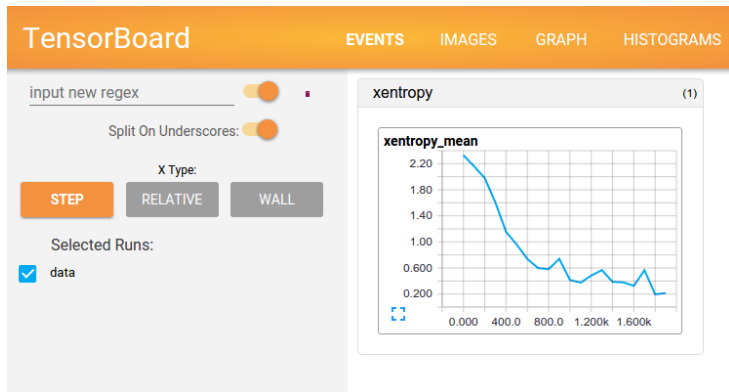 TensorBoard
EVENTS IMAGES GRAPH HISTOGRAMS
input new regex
Split On Underscores:
X Type:
STEP RELATIVE WALL
Selected Runs:
data
xentropy (1)
xentropy_mean
2.20
1.80
1.40
1.00
0.600
0.200
0.000 400.0 800.0 1.200k 1.600k